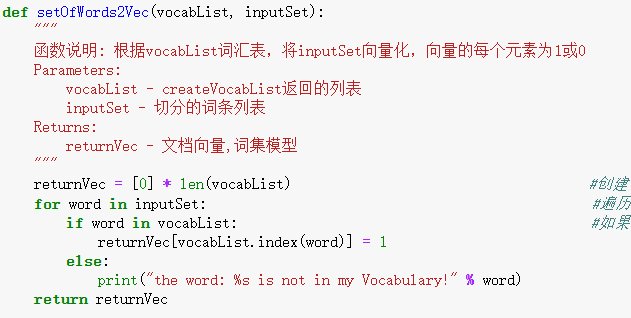 def setOfWords2Vec(vocabList, inputSet):
    """
    函数说明: 根据vocabList词汇表，将inputSet向量化，向量的每个元素为1或0
    Parameters:
        vocabList - createVocabList返回的列表
        inputSet - 切分的词条列表
    Returns:
        returnVec - 文档向量,词集模型
    """
    returnVec = [0] * len(vocabList) #创建
    for word in inputSet: #遍历
        if word in vocabList: #如果
            returnVec[vocabList.index(word)] = 1
        else:
            print("the word: %s is not in my Vocabulary!" % word)
    return returnVec